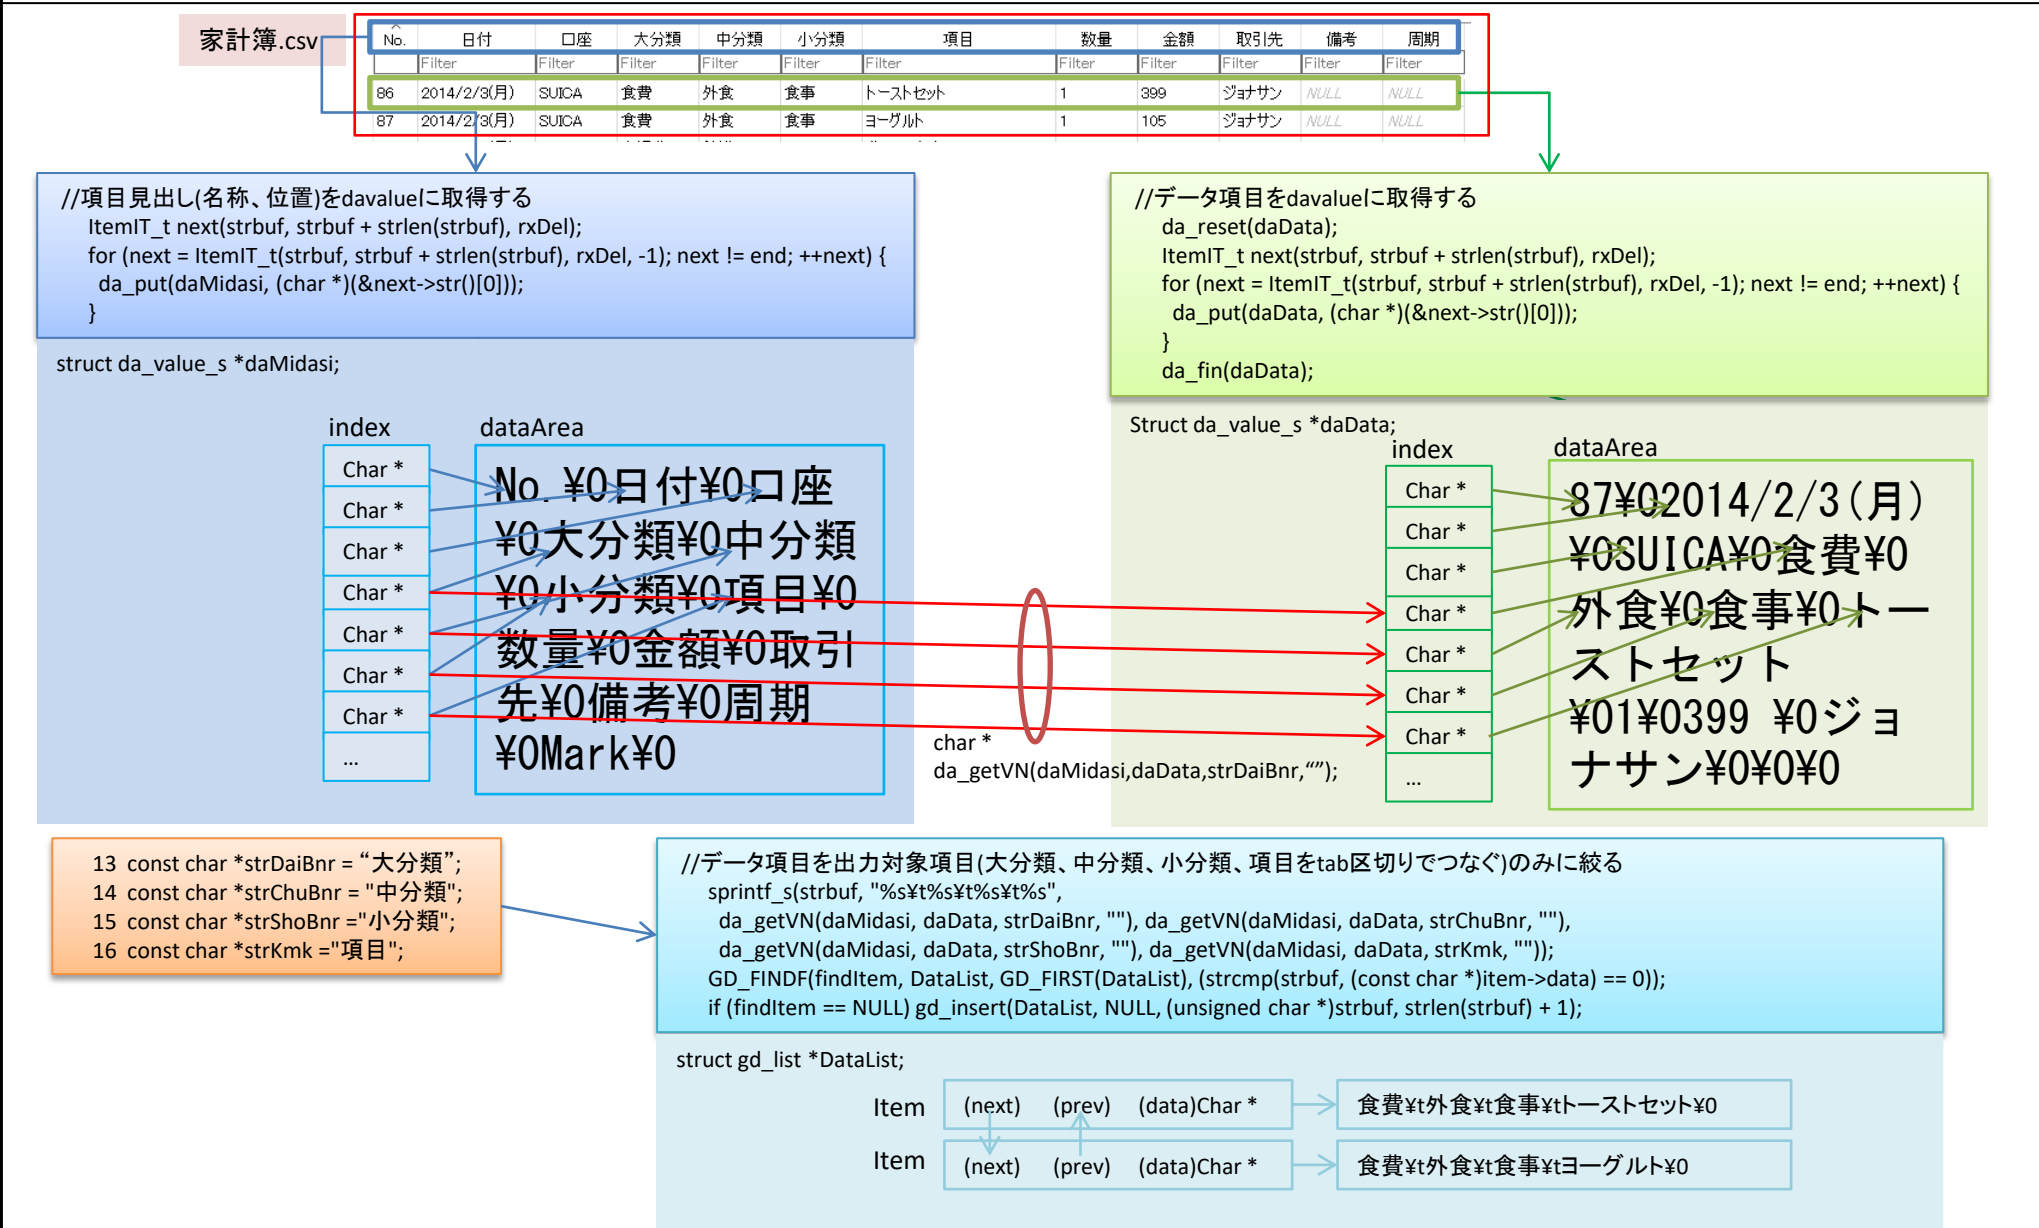 家計簿.csv
No. 日付 口座 大分類 中分類 小分類 項目 数量 金額 取引先 備考 周期
Filter Filter Filter Filter Filter Filter Filter Filter Filter Filter Filter
86 2014/2/3(月) SUICA 食費 外食 食事 トーストセット 1 399 ジョナサン NULL NULL
87 2014/2/3(月) SUICA 食費 外食 食事 ヨーグルト 1 105 ジョナサン NULL NULL
//項目見出し(名称、位置)をdavalueに取得する
ItemIT_t next(strbuf, strbuf + strlen(strbuf), rxDel);
for (next = ItemIT_t(strbuf, strbuf + strlen(strbuf), rxDel, -1); next != end; ++next) {
da_put(daMidasi, (char *)(&next->str()[0]));
}
struct da_value_s *daMidasi;
index
dataArea
Char *
Char *
Char *
Char *
Char *
Char *
Char *
...
No.¥0日付¥0口座
¥0大分類¥0中分類
¥0小分類¥0項目¥0
数量¥0金額¥0取引
先¥0備考¥0周期
¥0Mark¥0
//データ項目をdavalueに取得する
da_reset(daData);
ItemIT_t next(strbuf, strbuf + strlen(strbuf), rxDel);
for (next = ItemIT_t(strbuf, strbuf + strlen(strbuf), rxDel, -1); next != end; ++next) {
da_put(daData, (char *)(&next->str()[0]));
}
da_fin(daData);
Struct da_value_s *daData;
index
dataArea
Char *
Char *
Char *
Char *
Char *
Char *
Char *
...
87¥02014/2/3(月)
¥0SUICA¥0食費¥0
外食¥0食事¥0トー
ストセット
¥01¥0399 ¥0ジョ
ナサン¥0¥0¥0
char *
da_getVN(daMidasi,daData,strDaiBnr,“”);
13 const char *strDaiBnr = “大分類”;
14 const char *strChuBnr = "中分類";
15 const char *strShoBnr ="小分類";
16 const char *strKmk ="項目";
//データ項目を出力対象項目(大分類、中分類、小分類、項目をtab区切りでつなぐ)のみに絞る
sprintf_s(strbuf, "%s¥t%s¥t%s¥t%s",
da_getVN(daMidasi, daData, strDaiBnr, ""), da_getVN(daMidasi, daData, strChuBnr, ""),
da_getVN(daMidasi, daData, strShoBnr, ""), da_getVN(daMidasi, daData, strKmk, ""));
GD_FINDF(findItem, DataList, GD_FIRST(DataList), (strcmp(strbuf, (const char *)item->data) == 0));
if (findItem == NULL) gd_insert(DataList, NULL, (unsigned char *)strbuf, strlen(strbuf) + 1);
struct gd_list *DataList;
Item (next) (prev) (data)Char * 食費¥t外食¥t食事¥tトーストセット¥0
Item (next) (prev) (data)Char * 食費¥t外食¥t食事¥tヨーグルト¥0